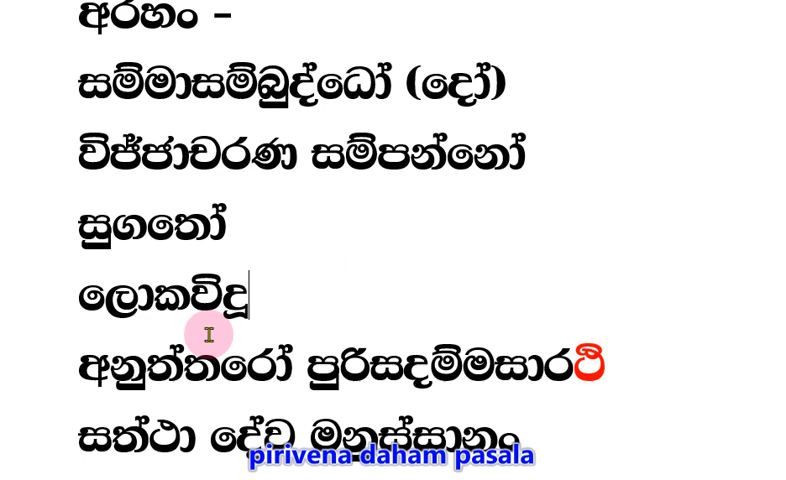 අරහං –
සම්මාසම්බුද්ධෝ (දෝ)
විජ්ජාචරණ සම්පන්නෝ
සුගතෝ
ලොකවිදූ
අනුත්තරෝ පුරිසදම්මසාරථි
සත්ථා දේව මනුස්සානං
pirivena daham pasala